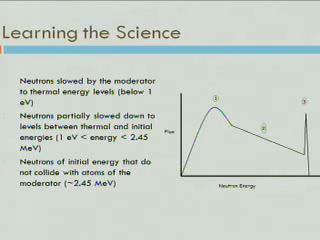 Learning the Science
Neutrons slowed by the moderator
to thermal energy levels (below 1
eV)
Neutrons partially slowed down to
levels between thermal and initial
energies (1 eV < energy < 2.45
MeV)
Neutrons of initial energy that do
not collide with atoms of the
moderator (~2.45 MeV)
1
2
3
Flux
Neutron Energy